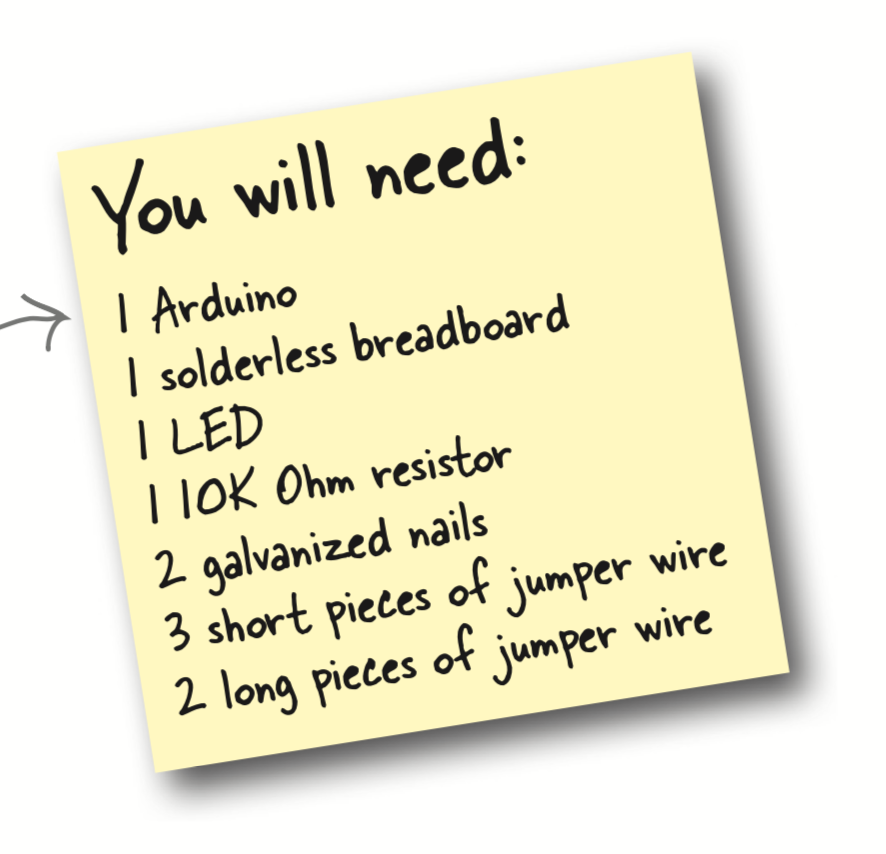 You will need:
1 Arduino
1 solderless breadboard
1 LED
1 10K Ohm resistor
2 galvanized nails
3 short pieces of jumper wire
2 long pieces of jumper wire